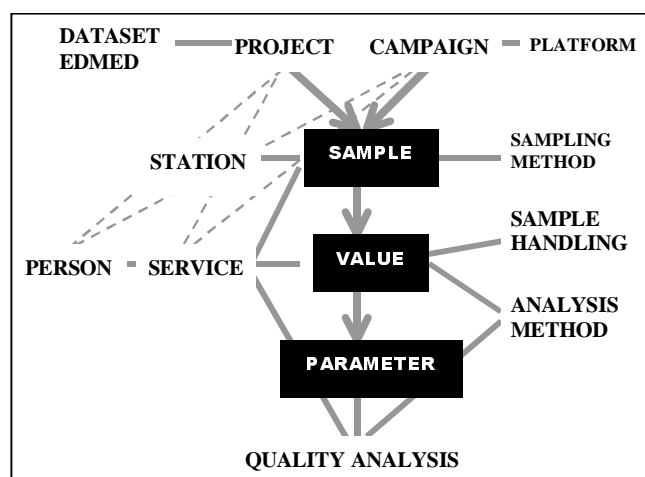 DATASET
EDMED
PROJECT
CAMPAIGN
PLATFORM
STATION
SAMPLE
SAMPLING
METHOD
SAMPLE
HANDLING
PERSON
SERVICE
VALUE
ANALYSIS
METHOD
PARAMETER
QUALITY ANALYSIS